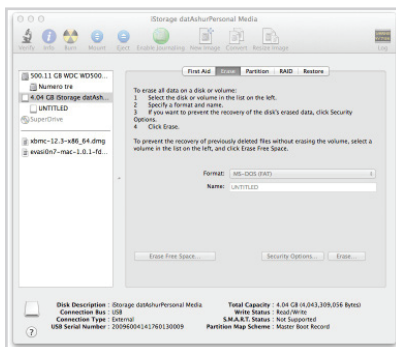 iStorage datAshurPersonal Media
Verify Info Burn Mount Eject Enable Journaling New Image Convert Resize Image Log
500.11 GB WDC WD500...
Numero tre
4.04 GB iStorage datAsh...
UNTITLED
SuperDrive
xbmc-12.3-x86_64.dmg
evasi0n7-mac-1.0.1-fd...
First Aid Erase Partition RAID Restore
To erase all data on a disk or volume:
1 Select the disk or volume in the list on the left.
2 Specify a format and name.
3 If you want to prevent the recovery of the disk's erased data, click Security
Options.
4 Click Erase.
To prevent the recovery of previously deleted files without erasing the volume, select a
volume in the list on the left, and click Erase Free Space.
Format: MS-DOS (FAT)
Name: UNTITLED
Erase Free Space... Security Options... Erase...
Disk Description : iStorage datAshurPersonal Media Total Capacity : 4.04 GB (4,043,309,056 Bytes)
Connection Bus : USB Write Status : Read/Write
Connection Type : External S.M.A.R.T. Status : Not Supported
USB Serial Number : 20096004141760130009 Partition Map Scheme : Master Boot Record
?